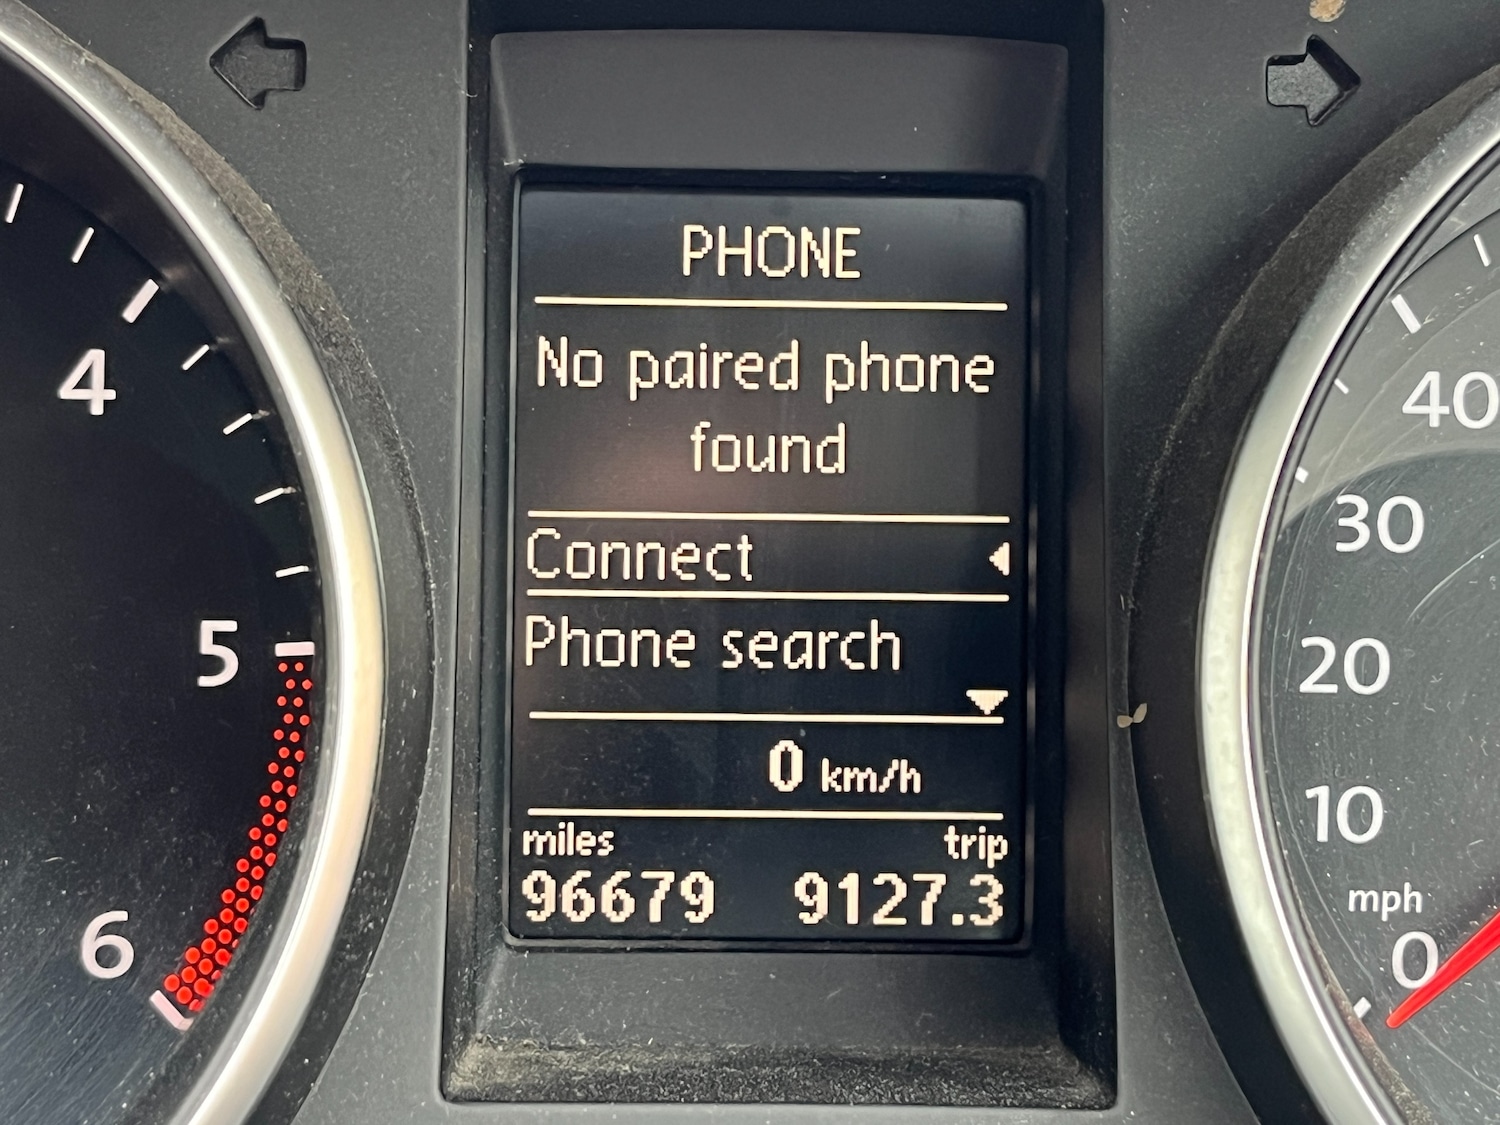 PHONE
No paired phone
found
Connect
Phone search
0 km/h
miles trip
96679 9127.3
4
5
6
40
30
20
10
mph
0